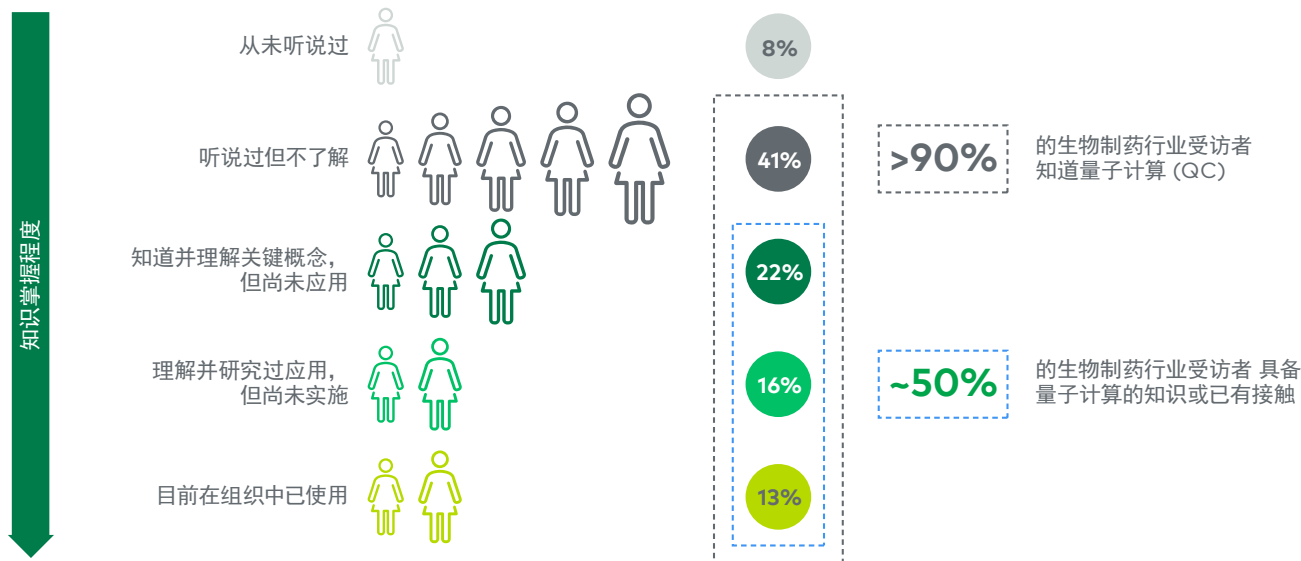 知识掌握程度
从未听说过
8%
听说过但不了解
41%
>90%
的生物制药行业受访者
知道量子计算 (QC)
知道并理解关键概念，
但尚未应用
22%
理解并研究过应用，
但尚未实施
16%
~50%
的生物制药行业受访者 具备
量子计算的知识或已有接触
目前在组织中已使用
13%